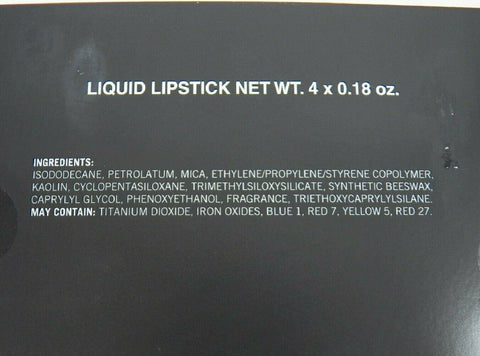 LIQUID LIPSTICK NET WT. 4 x 0.18 oz.
INGREDIENTS:
ISODODECANE, PETROLATUM, MICA, ETHYLENE/PROPYLENE/STYRENE COPOLYMER,
KAOLIN, CYCLOPENTASILOXANE, TRIMETHYLSILOXYSILICATE, SYNTHETIC BEESWAX,
CAPRYLYL GLYCOL, PHENOXYETHANOL, FRAGRANCE, TRIETHOXYCAPRYLYLSILANE.
MAY CONTAIN: TITANIUM DIOXIDE, IRON OXIDES, BLUE 1, RED 7, YELLOW 5, RED 27.